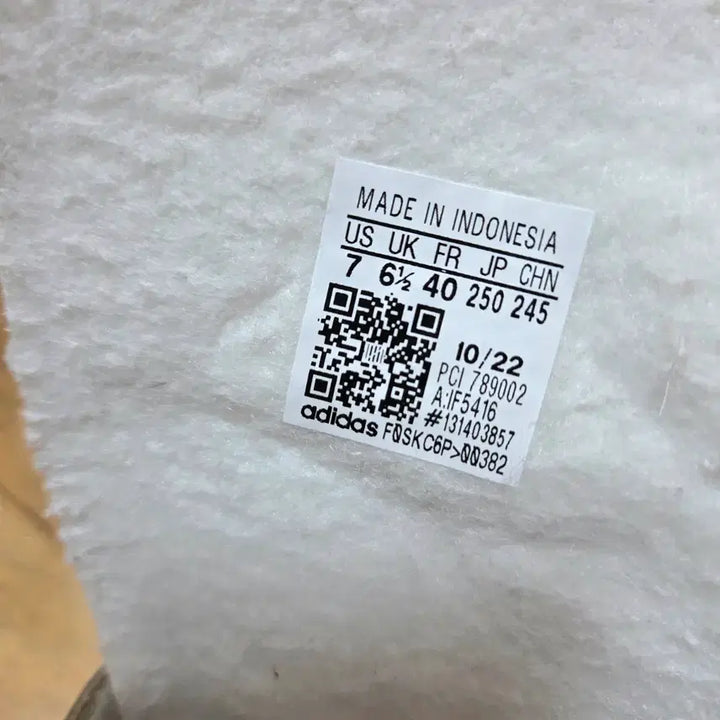 MADE IN INDONESIA
US UK FR JP CHN
7 6½ 40 250 245
10/22
PCI 789002
A:IF5416
#131403857
adidas F0SKC6P>00382